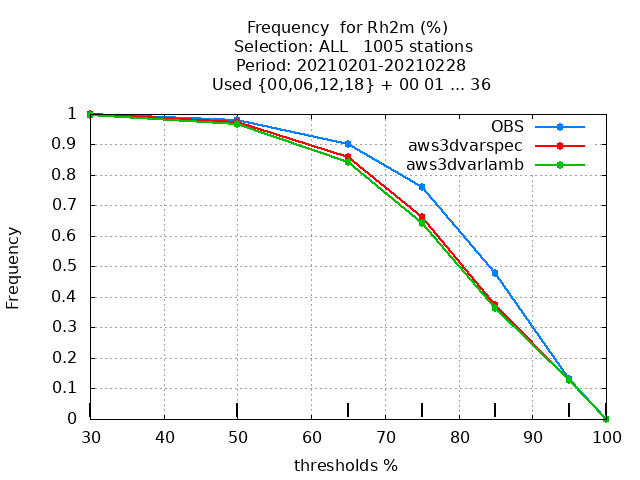 Frequency  for Rh2m (%)
Selection: ALL   1005 stations
Period: 20210201-20210228
Used {00,06,12,18} + 00 01 ... 36
OBS
aws3dvarspec
aws3dvarlamb
1
0.9
0.8
0.7
0.6
0.5
0.4
0.3
0.2
0.1
0
Frequency
30 40 50 60 70 80 90 100
thresholds %